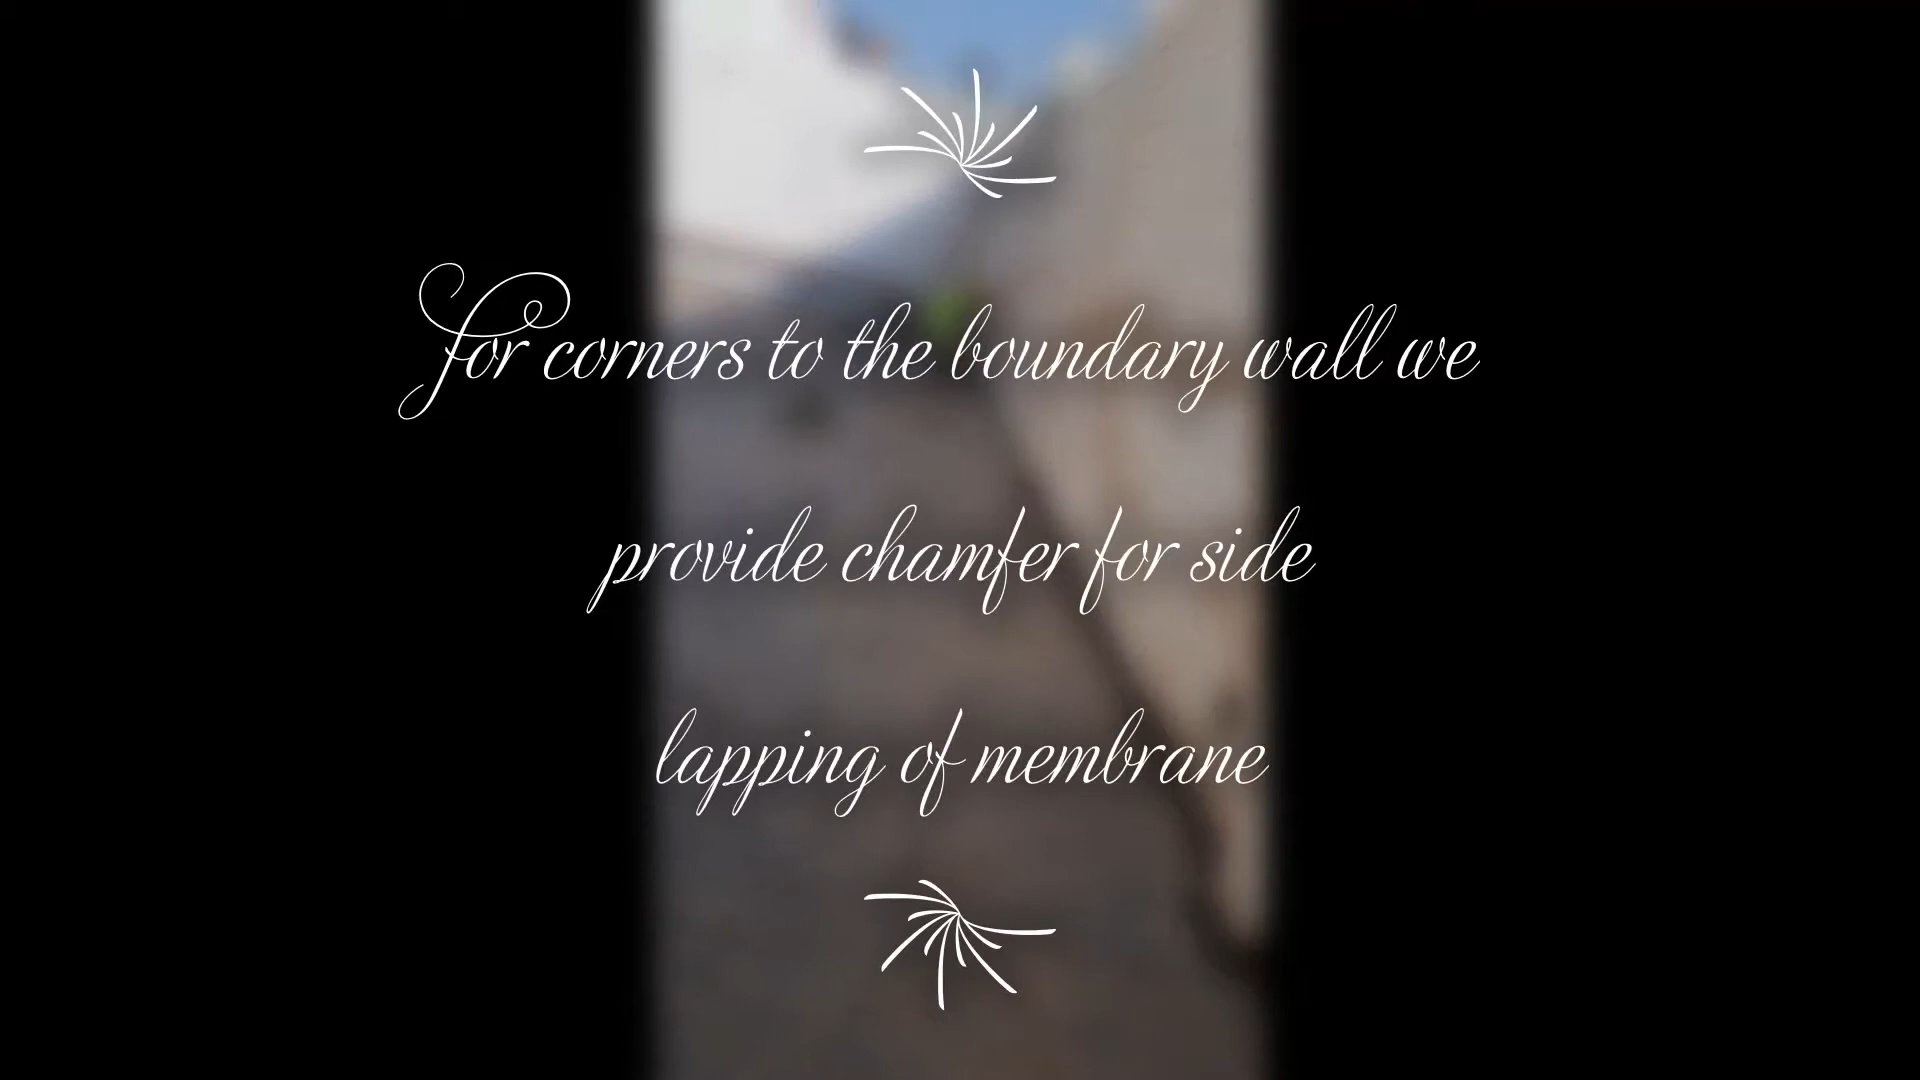 For corners to the boundary wall we
provide chamfer for side
lapping of membrane